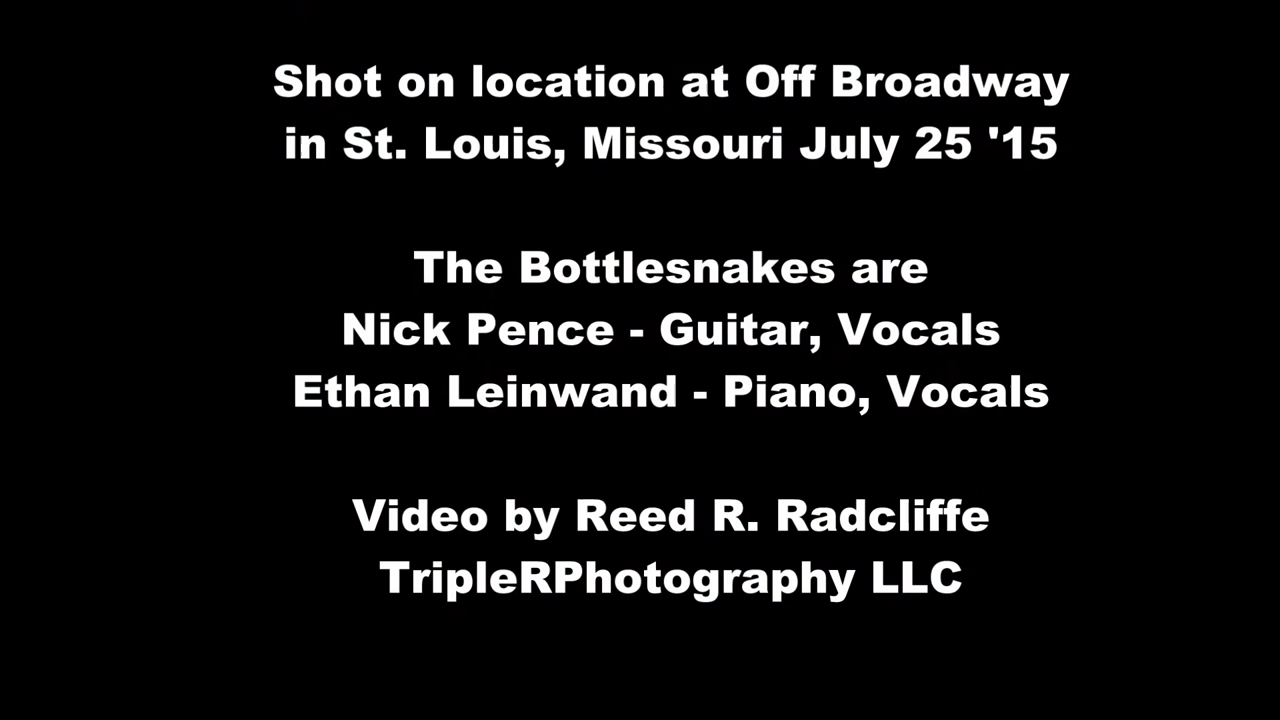 Shot on location at Off Broadway
in St. Louis, Missouri July 25 '15
The Bottlesnakes are
Nick Pence - Guitar, Vocals
Ethan Leinwand - Piano, Vocals
Video by Reed R. Radcliffe
TripleRPhotography LLC